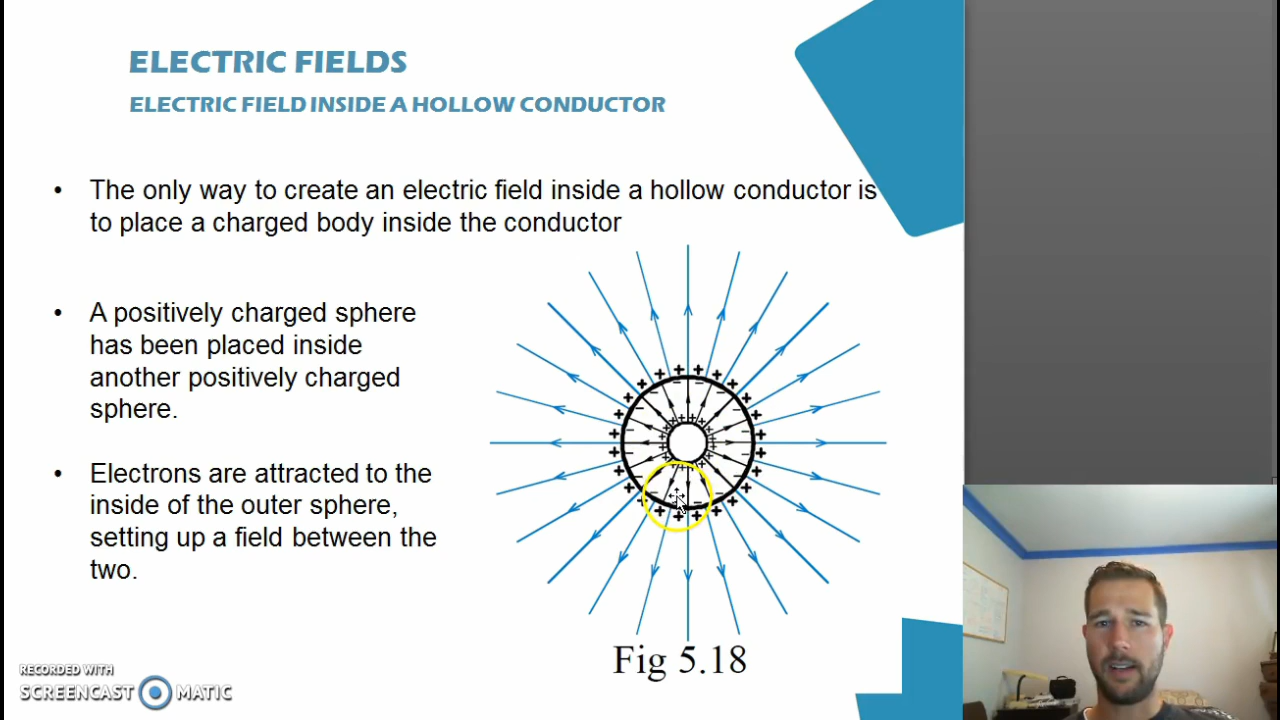 ELECTRIC FIELDS
ELECTRIC FIELD INSIDE A HOLLOW CONDUCTOR
• The only way to create an electric field inside a hollow conductor is
to place a charged body inside the conductor
• A positively charged sphere
has been placed inside
another positively charged
sphere.
• Electrons are attracted to the
inside of the outer sphere,
setting up a field between the
two.
Fig 5.18
RECORDED WITH
SCREENCAST MATIC